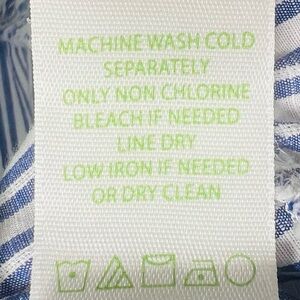 MACHINE WASH COLD
SEPARATELY
ONLY NON CHLORINE
BLEACH IF NEEDED
LINE DRY
LOW IRON IF NEEDED
OR DRY CLEAN